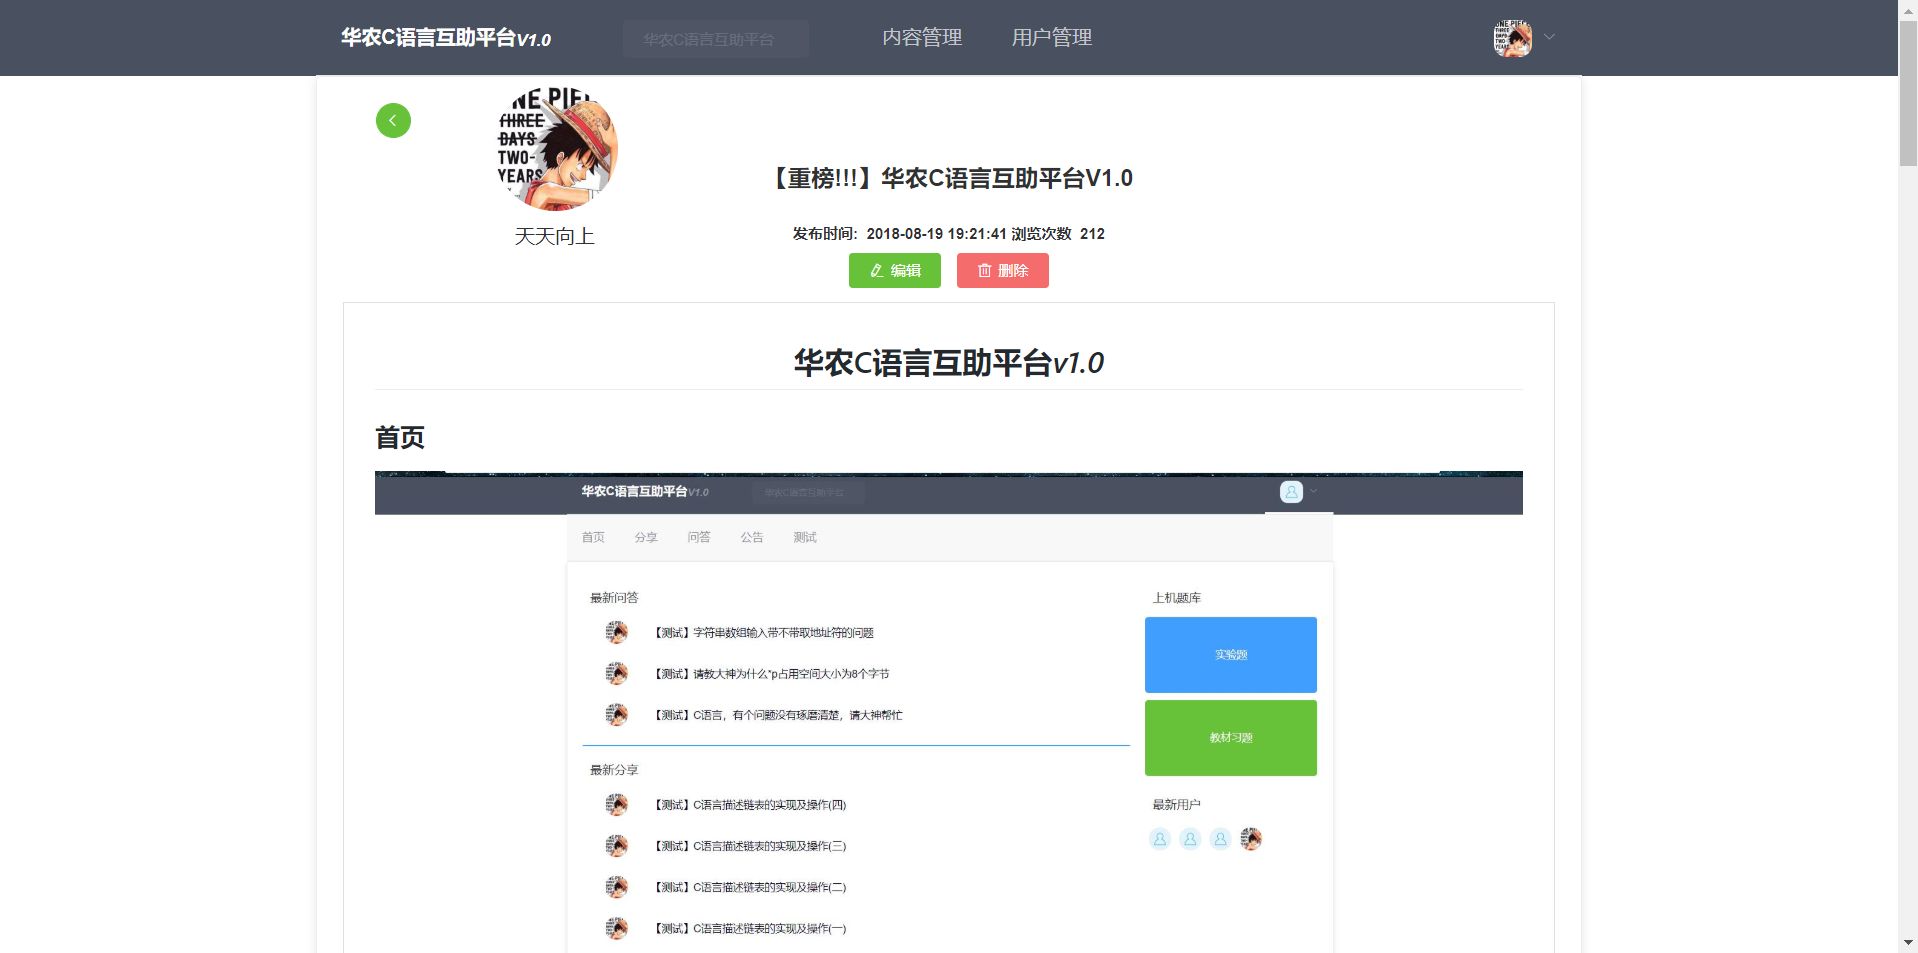 华农C语言互助平台V1.0
华农C语言互助平台
内容管理
用户管理
ONE PIECE
THREE
DAYS
TWO-
YEARS
天天向上
【重榜!!!】华农C语言互助平台V1.0
发布时间：2018-08-19 19:21:41 浏览次数 212
编辑
删除
华农C语言互助平台v1.0
首页
华农C语言互助平台V1.0
华农C语言互助平台
首页
分享
问答
公告
测试
最新问答
【测试】字符串数组输入带不带取地址符的问题
【测试】请教大神为什么*p占用空间大小为8个字节
【测试】C语言，有个问题没有琢磨清楚，请大神帮忙
最新分享
【测试】C语言描述链表的实现及操作(四)
【测试】C语言描述链表的实现及操作(三)
【测试】C语言描述链表的实现及操作(二)
【测试】C语言描述链表的实现及操作(一)
上机题库
实验题
教材习题
最新用户